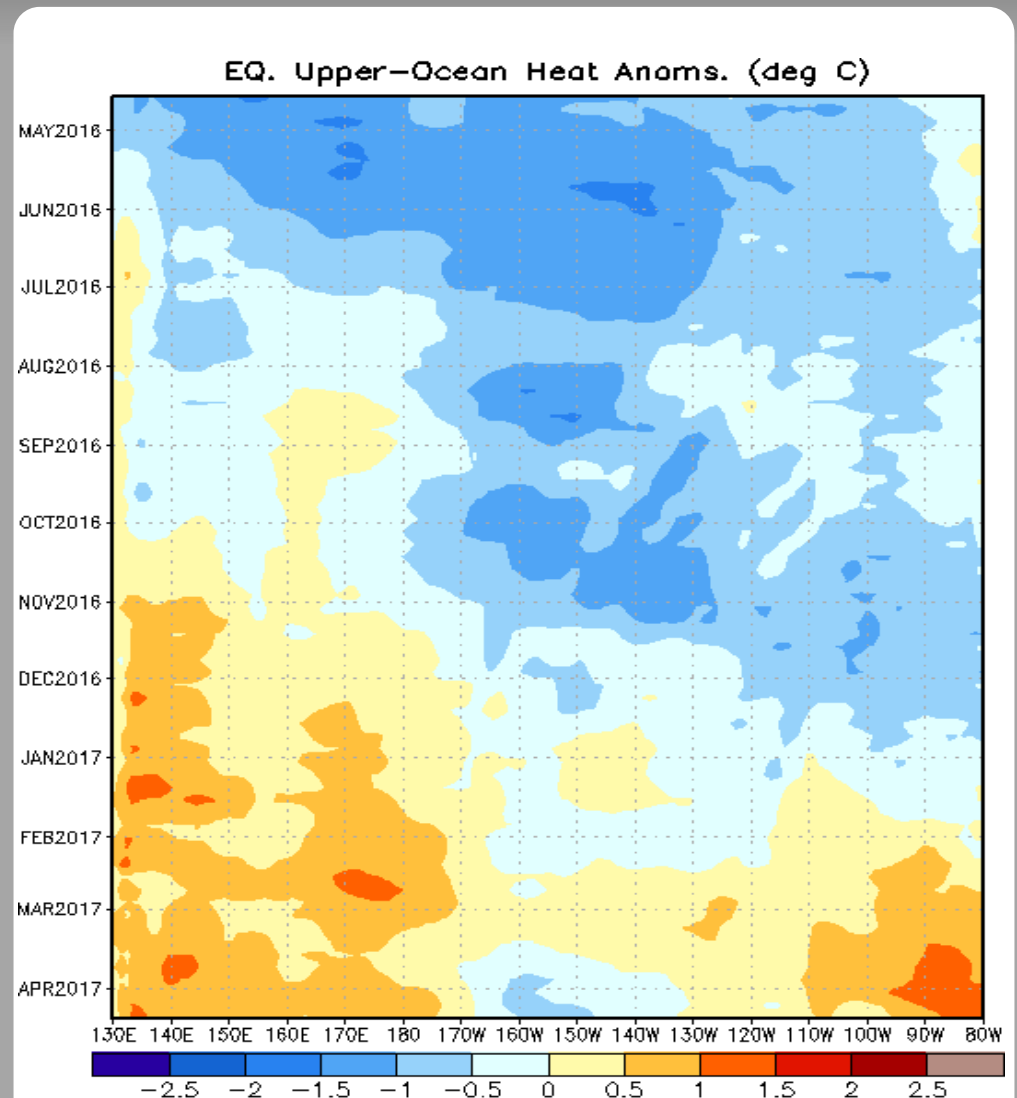 EQ. Upper-Ocean Heat Anoms. (deg C)
MAY2016
JUN2016
JUL2016
AUG2016
SEP2016
OCT2016
NOV2016
DEC2016
JAN2017
FEB2017
MAR2017
APR2017
130E 140E 150E 160E 170E 180 170W 160W 150W 140W 130W 120W 110W 100W 90W 80W
-2.5 -2 -1.5 -1 -0.5 0 0.5 1 1.5 2 2.5